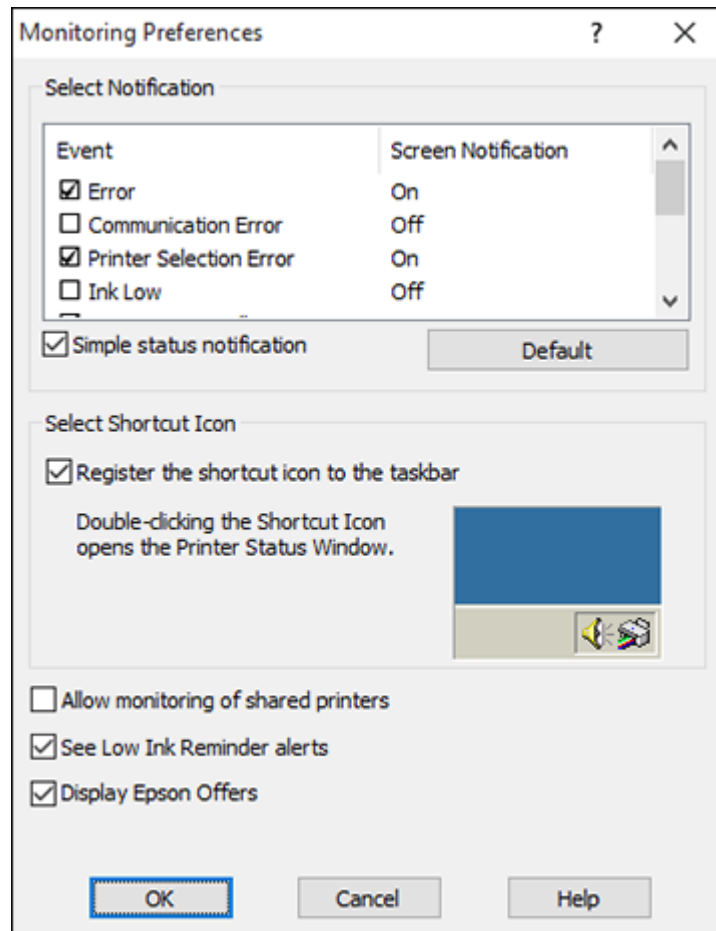 Monitoring Preferences ?
Select Notification
Event Screen Notification
Error On
Communication Error Off
Printer Selection Error On
Ink Low Off
Simple status notification Default
Select Shortcut Icon
Register the shortcut icon to the taskbar
Double-clicking the Shortcut Icon
opens the Printer Status Window.
Allow monitoring of shared printers
See Low Ink Reminder alerts
Display Epson Offers
OK Cancel Help